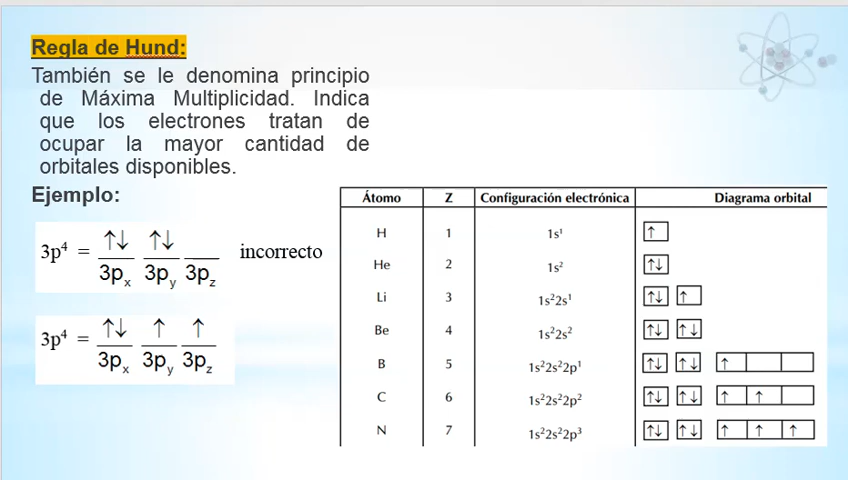 Regla de Hund:
También se le denomina principio
de Máxima Multiplicidad. Indica
que los electrones tratan de
ocupar la mayor cantidad de
orbitales disponibles.
Ejemplo:
3p⁴ = ↑↓ ↑↓ __ incorrecto
3pₓ 3pᵧ 3p_z
3p⁴ = ↑↓ ↑ ↑
3pₓ 3pᵧ 3p_z
Átomo Z Configuración electrónica Diagrama orbital
H 1 1s¹ ↑
He 2 1s² ↑↓
Li 3 1s²2s¹ ↑↓ ↑
Be 4 1s²2s² ↑↓ ↑↓
B 5 1s²2s²2p¹ ↑↓ ↑↓ ↑
C 6 1s²2s²2p² ↑↓ ↑↓ ↑ ↑
N 7 1s²2s²2p³ ↑↓ ↑↓ ↑ ↑ ↑